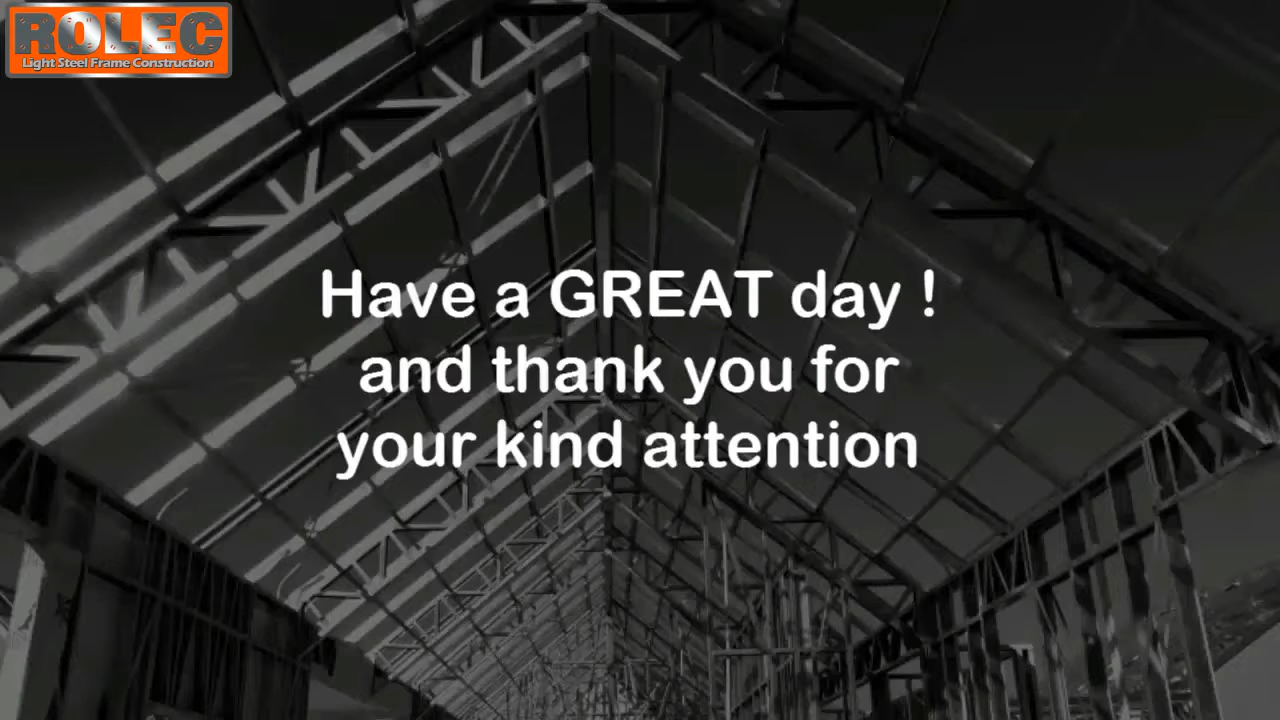 ROLEC
Light Steel Frame Construction
Have a GREAT day !
and thank you for
your kind attention